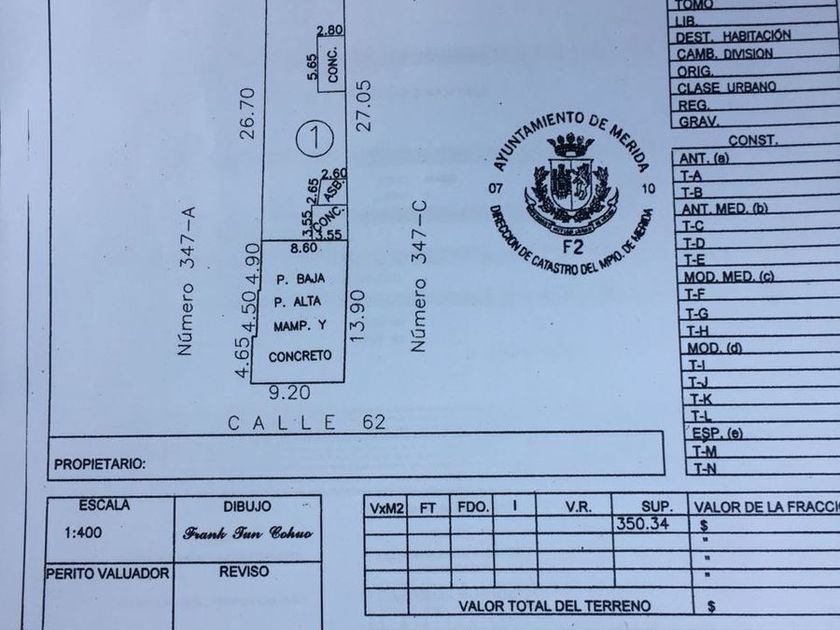 2.80
5.65
CONC.
26.70
27.05
1
2.60
2.65
ASB.
3.55
CONC.
3.55
8.60
4.90
P. BAJA
P. ALTA
MAMP. Y
CONCRETO
4.50
4.65
13.90
9.20
Número 347-A
Número 347-C
CALLE 62
AYUNTAMIENTO DE MERIDA
07 10
F2
DIRECCION DE CATASTRO DEL MPIO. DE MERIDA
TOMO
LIB.
DEST. HABITACIÓN
CAMB. DIVISION
ORIG.
CLASE URBANO
REG.
GRAV.
CONST.
ANT. (a)
T-A
T-B
ANT. MED. (b)
T-C
T-D
T-E
MOD. MED. (c)
T-F
T-G
T-H
MOD. (d)
T-I
T-J
T-K
T-L
ESP. (e)
T-M
T-N
PROPIETARIO:
ESCALA DIBUJO
1:400 Frank Tun Cohuo
PERITO VALUADOR REVISO
VxM2 FT FDO. I V.R. SUP. VALOR DE LA FRACCI
350.34 $
"
"
"
VALOR TOTAL DEL TERRENO $